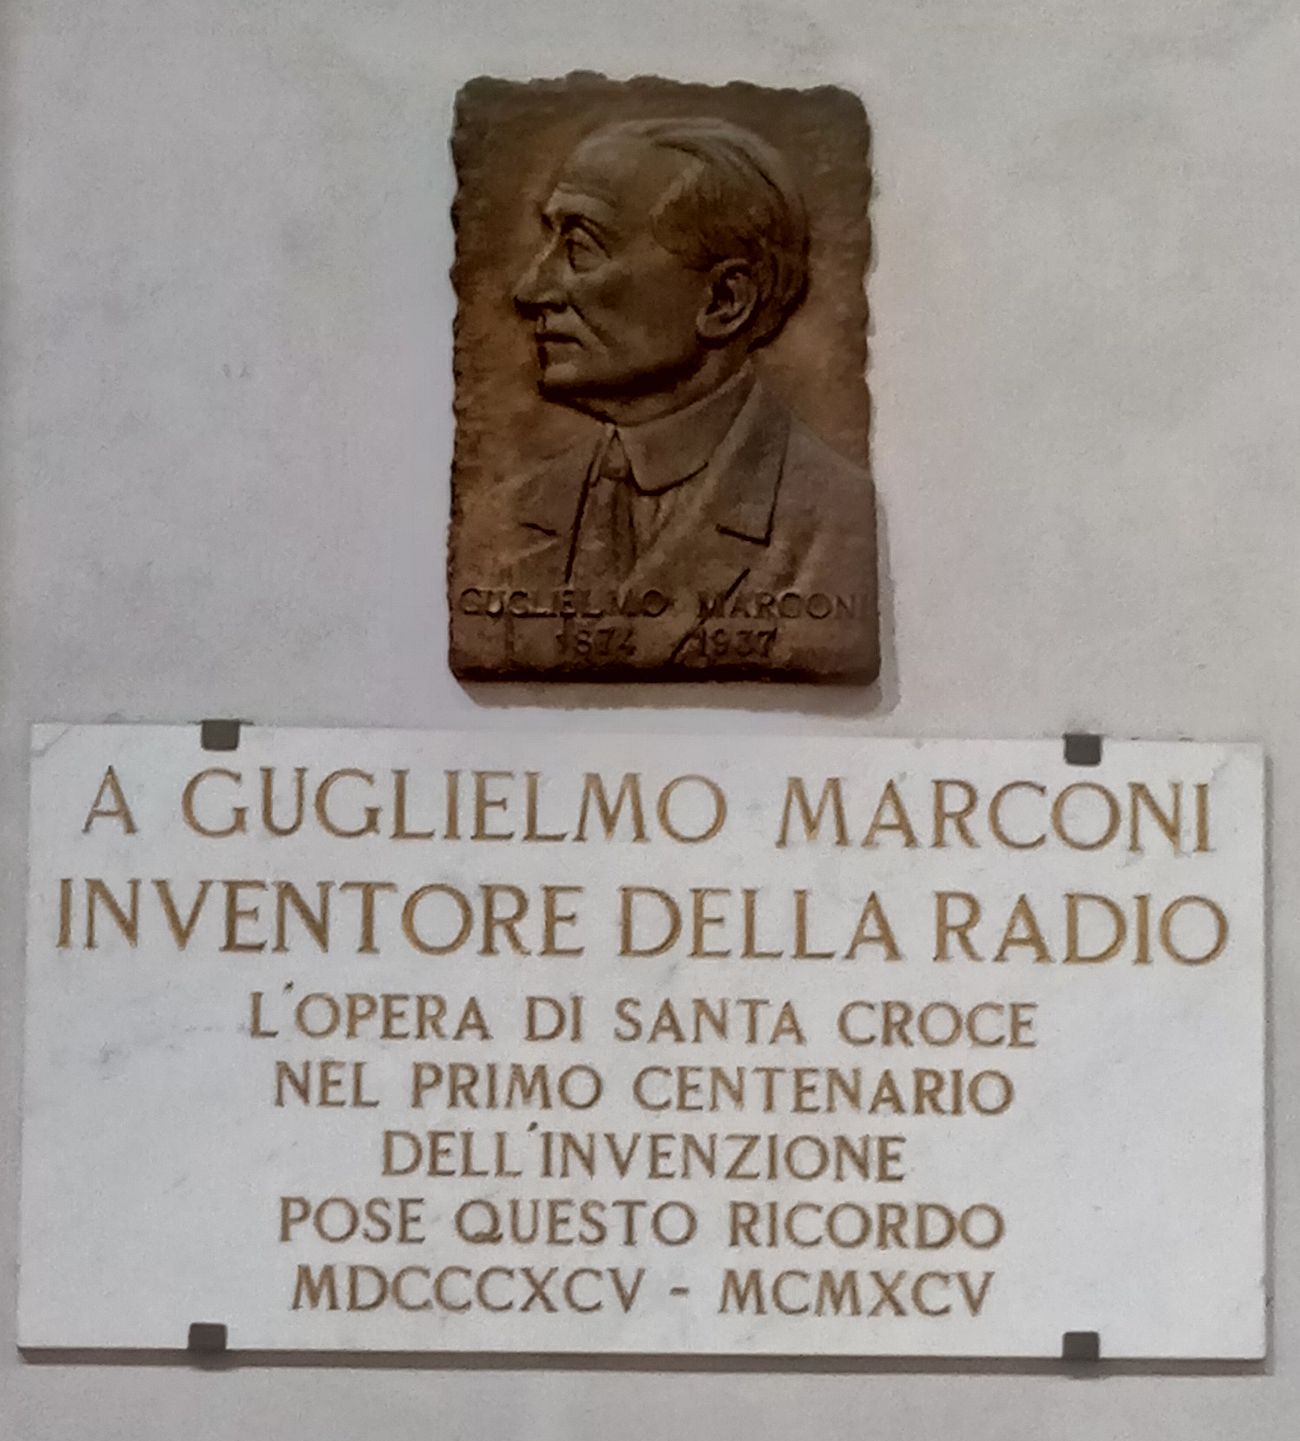 GUGLIELMO MARCONI
1874 1937
A GUGLIELMO MARCONI
INVENTORE DELLA RADIO
L'OPERA DI SANTA CROCE
NEL PRIMO CENTENARIO
DELL'INVENZIONE
POSE QUESTO RICORDO
MDCCCXCV - MCMXCV